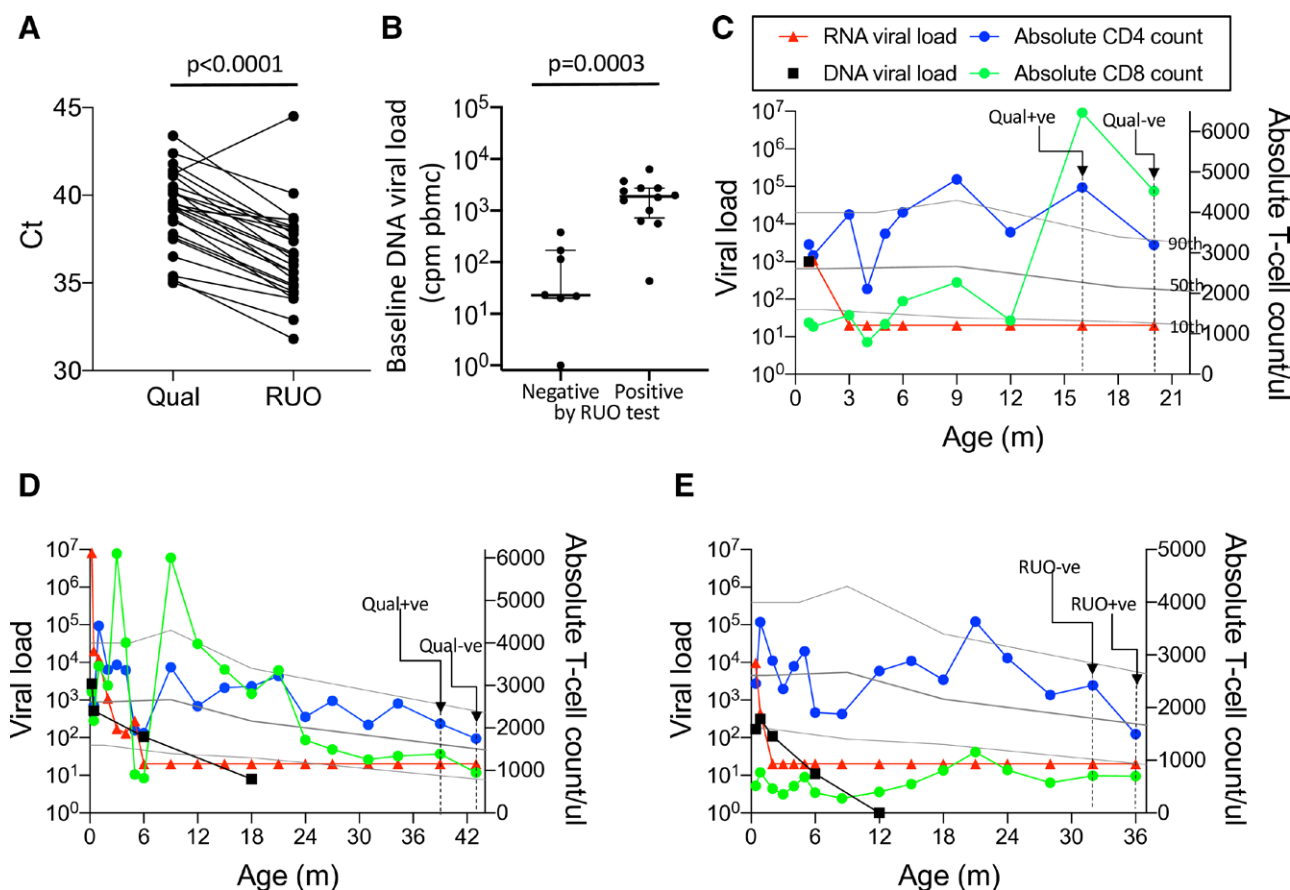 A
p<0.0001
Ct
45
40
35
30
Qual
RUO
B
p=0.0003
Baseline DNA viral load
(cpm pbmc)
10^5
10^4
10^3
10^2
10^1
10^0
Negative Positive
by RUO test
C
RNA viral load
Absolute CD4 count
DNA viral load
Absolute CD8 count
Viral load
10^7
10^6
10^5
10^4
10^3
10^2
10^1
10^0
Qual+ve
Qual-ve
90th
50th
10th
6000
5000
4000
3000
2000
1000
0
Absolute T-cell count/ul
0 3 6 9 12 15 18 21
Age (m)
D
Viral load
10^7
10^6
10^5
10^4
10^3
10^2
10^1
10^0
Qual+ve
Qual-ve
6000
5000
4000
3000
2000
1000
0
Absolute T-cell count/ul
0 6 12 18 24 30 36 42
Age (m)
E
Viral load
10^7
10^6
10^5
10^4
10^3
10^2
10^1
10^0
RUO-ve
RUO+ve
5000
4000
3000
2000
1000
0
Absolute T-cell count/ul
0 6 12 18 24 30 36
Age (m)